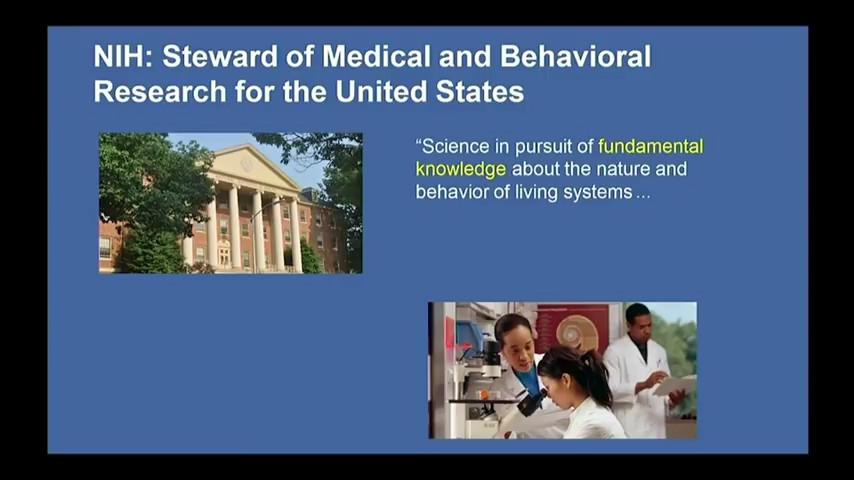 NIH: Steward of Medical and Behavioral
Research for the United States
“Science in pursuit of fundamental
knowledge about the nature and
behavior of living systems ...